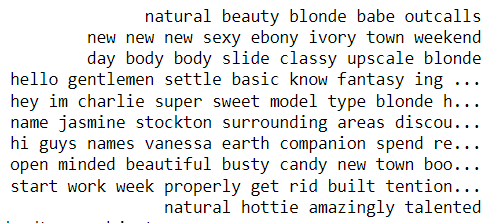 natural beauty blonde babe outcalls
new new new sexy ebony ivory town weekend
day body body slide classy upscale blonde
hello gentlemen settle basic know fantasy ing ...
hey im charlie super sweet model type blonde h...
name jasmine stockton surrounding areas discou...
hi guys names vanessa earth companion spend re...
open minded beautiful busty candy new town boo...
start work week properly get rid built tention...
natural hottie amazingly talented